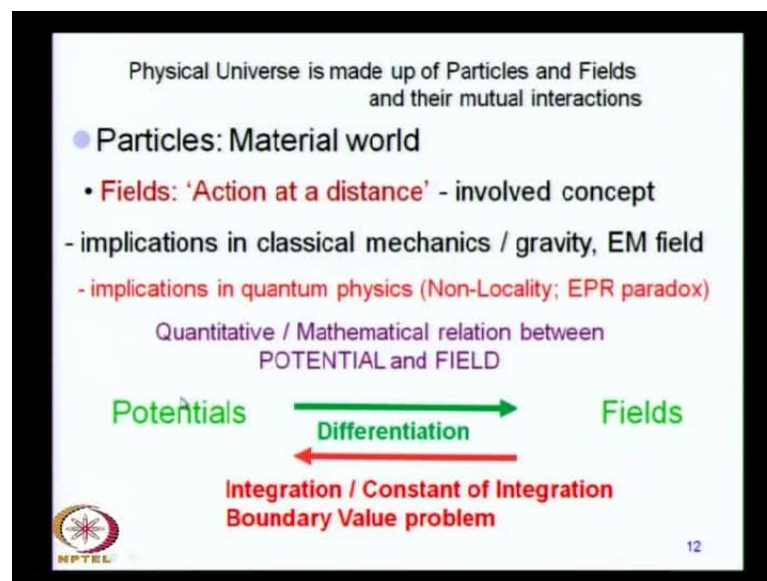 Physical Universe is made up of Particles and Fields
and their mutual interactions
Particles: Material world
• Fields: 'Action at a distance' - involved concept
- implications in classical mechanics / gravity, EM field
- implications in quantum physics (Non-Locality; EPR paradox)
Quantitative / Mathematical relation between
POTENTIAL and FIELD
Potentials
Fields
Differentiation
Integration / Constant of Integration
Boundary Value problem
NPTEL
12